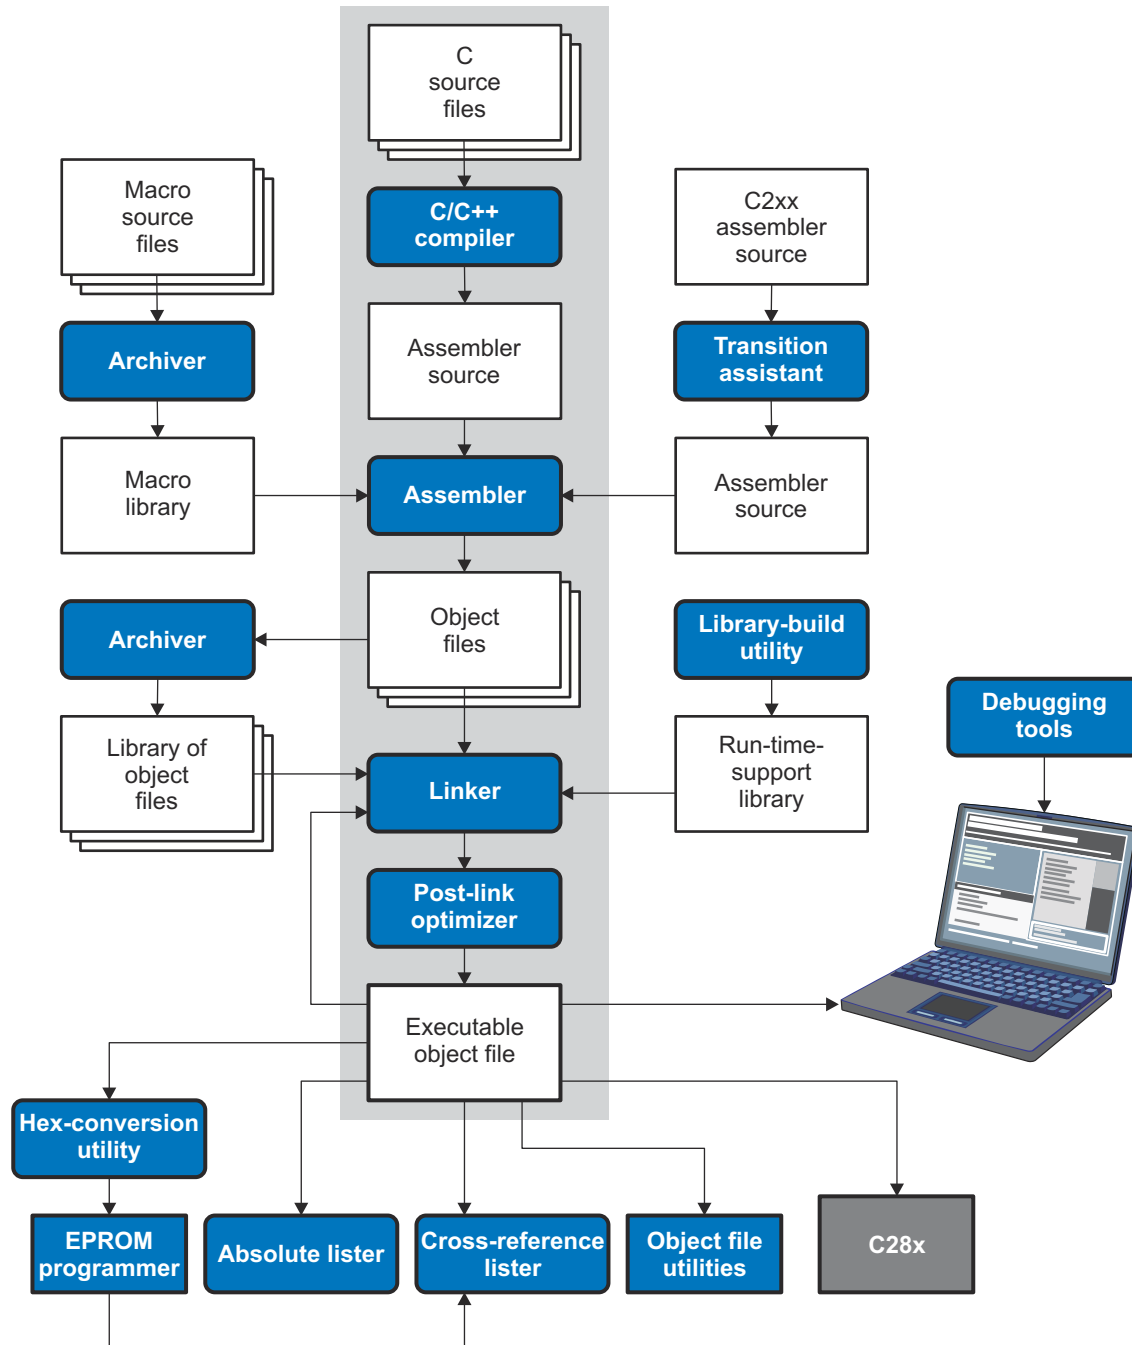 C
source
files
Macro
source
files
C/C++
compiler
C2xx
assembler
source
Archiver
Assembler
source
Transition
assistant
Macro
library
Assembler
Assembler
source
Archiver
Object
files
Library-build
utility
Debugging
tools
Library of
object
files
Linker
Run-time-
support
library
Post-link
optimizer
Executable
object file
Hex-conversion
utility
EPROM
programmer
Absolute lister
Cross-reference
lister
Object file
utilities
C28x